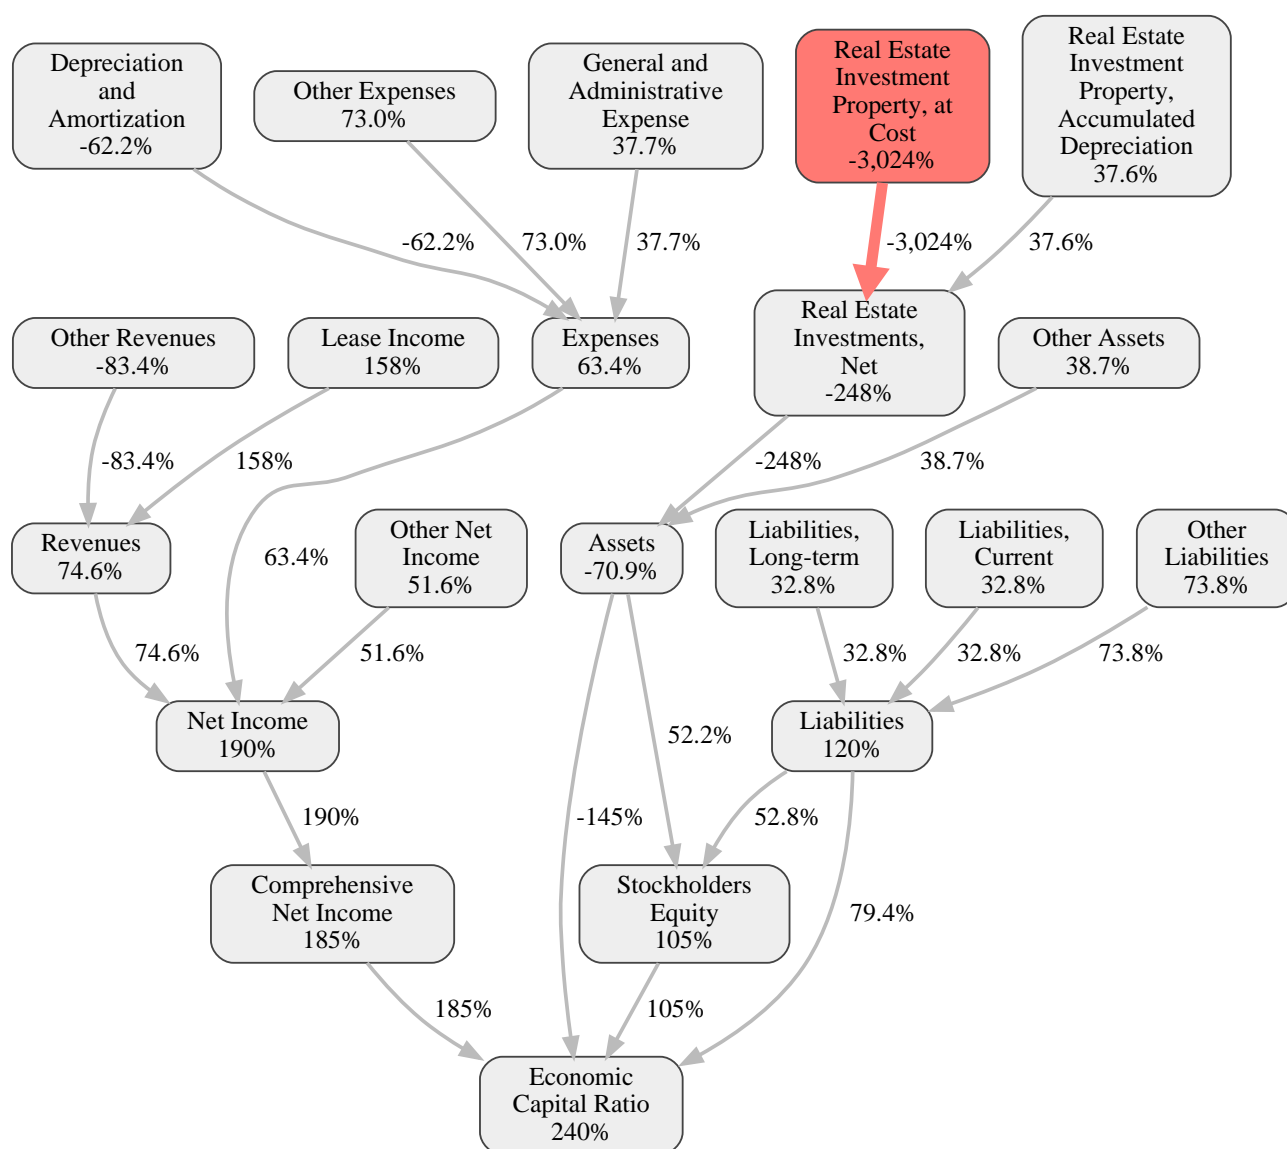 Depreciation
and
Amortization
-62.2%
Other Expenses
73.0%
General and
Administrative
Expense
37.7%
Real Estate
Investment
Property, at
Cost
-3,024%
Real Estate
Investment
Property,
Accumulated
Depreciation
37.6%
-62.2%
73.0%
37.7%
-3,024%
37.6%
Other Revenues
-83.4%
Lease Income
158%
Expenses
63.4%
Real Estate
Investments,
Net
-248%
Other Assets
38.7%
-83.4%
158%
-248%
38.7%
Revenues
74.6%
63.4%
Other Net
Income
51.6%
Assets
-70.9%
Liabilities,
Long-term
32.8%
Liabilities,
Current
32.8%
Other
Liabilities
73.8%
74.6%
51.6%
32.8%
32.8%
73.8%
Net Income
190%
52.2%
Liabilities
120%
190%
-145%
52.8%
Comprehensive
Net Income
185%
Stockholders
Equity
105%
79.4%
185%
105%
Economic
Capital Ratio
240%